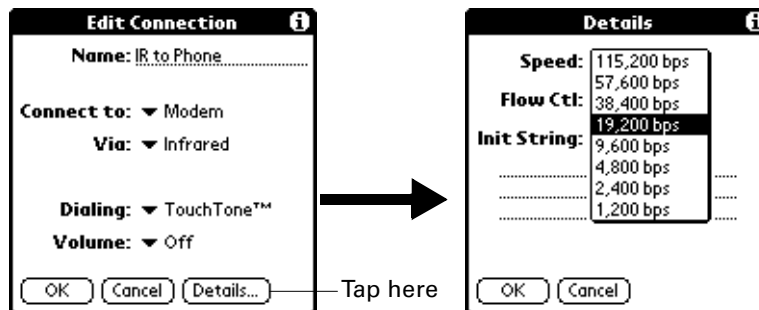 Edit Connection i
Name: IR to Phone
Connect to: Modem
Via: Infrared
Dialing: TouchTone™
Volume: Off
OK Cancel Details...
Tap here
Details i
Speed:
Flow Ctl:
Init String:
115,200 bps
57,600 bps
38,400 bps
19,200 bps
9,600 bps
4,800 bps
2,400 bps
1,200 bps
OK Cancel